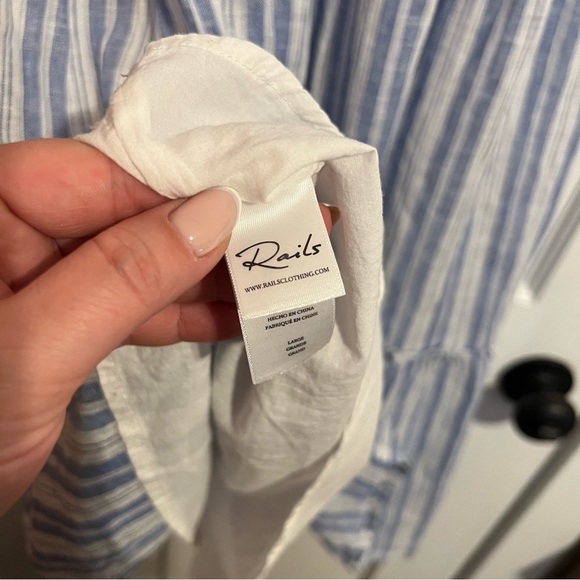 Rails
WWW.RAILSCLOTHING.COM
HECHO EN CHINA
FABRIQUÉ EN CHINE
LARGE
GRANDE
GRAND